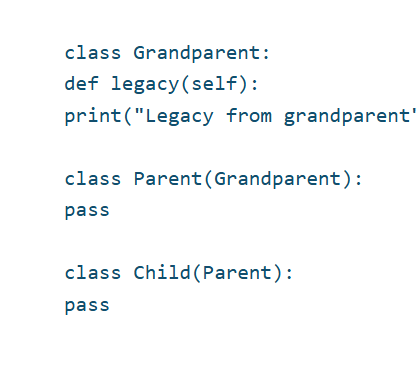 class Grandparent:
def legacy(self):
print("Legacy from grandparent"
class Parent(Grandparent):
pass
class Child(Parent):
pass